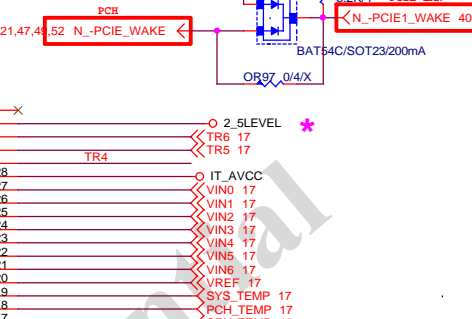 PCH
21,47,49,52 N_-PCIE_WAKE
N_-PCIE1_WAKE 40
BAT54C/SOT23/200mA
OR97 0/4/X
2_5LEVEL *
TR6 17
TR5 17
TR4
IT_AVCC
VIN0 17
VIN1 17
VIN2 17
VIN3 17
VIN4 17
VIN5 17
VIN6 17
VREF 17
SYS_TEMP 17
PCH_TEMP 17